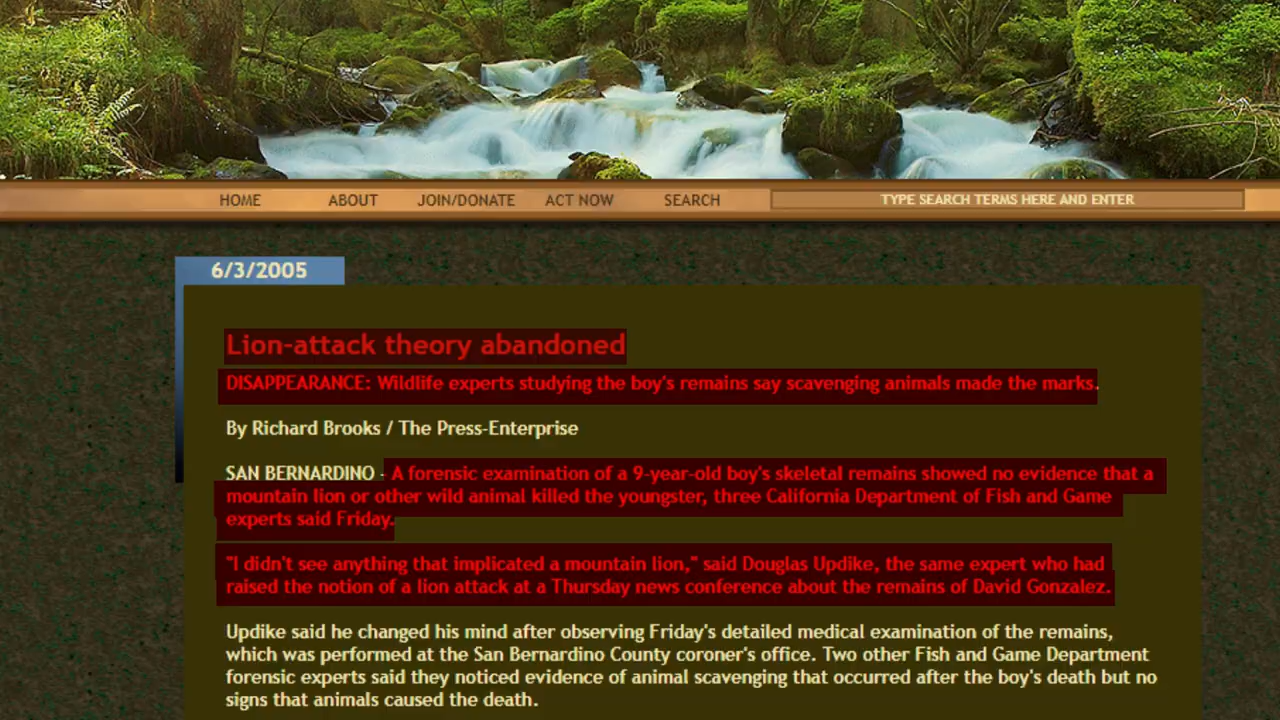 HOME ABOUT JOIN/DONATE ACT NOW SEARCH TYPE SEARCH TERMS HERE AND ENTER
6/3/2005
Lion-attack theory abandoned
DISAPPEARANCE: Wildlife experts studying the boy's remains say scavenging animals made the marks.
By Richard Brooks / The Press-Enterprise
SAN BERNARDINO - A forensic examination of a 9-year-old boy's skeletal remains showed no evidence that a
mountain lion or other wild animal killed the youngster, three California Department of Fish and Game
experts said Friday.
"I didn't see anything that implicated a mountain lion," said Douglas Updike, the same expert who had
raised the notion of a lion attack at a Thursday news conference about the remains of David Gonzalez.
Updike said he changed his mind after observing Friday's detailed medical examination of the remains,
which was performed at the San Bernardino County coroner's office. Two other Fish and Game Department
forensic experts said they noticed evidence of animal scavenging that occurred after the boy's death but no
signs that animals caused the death.